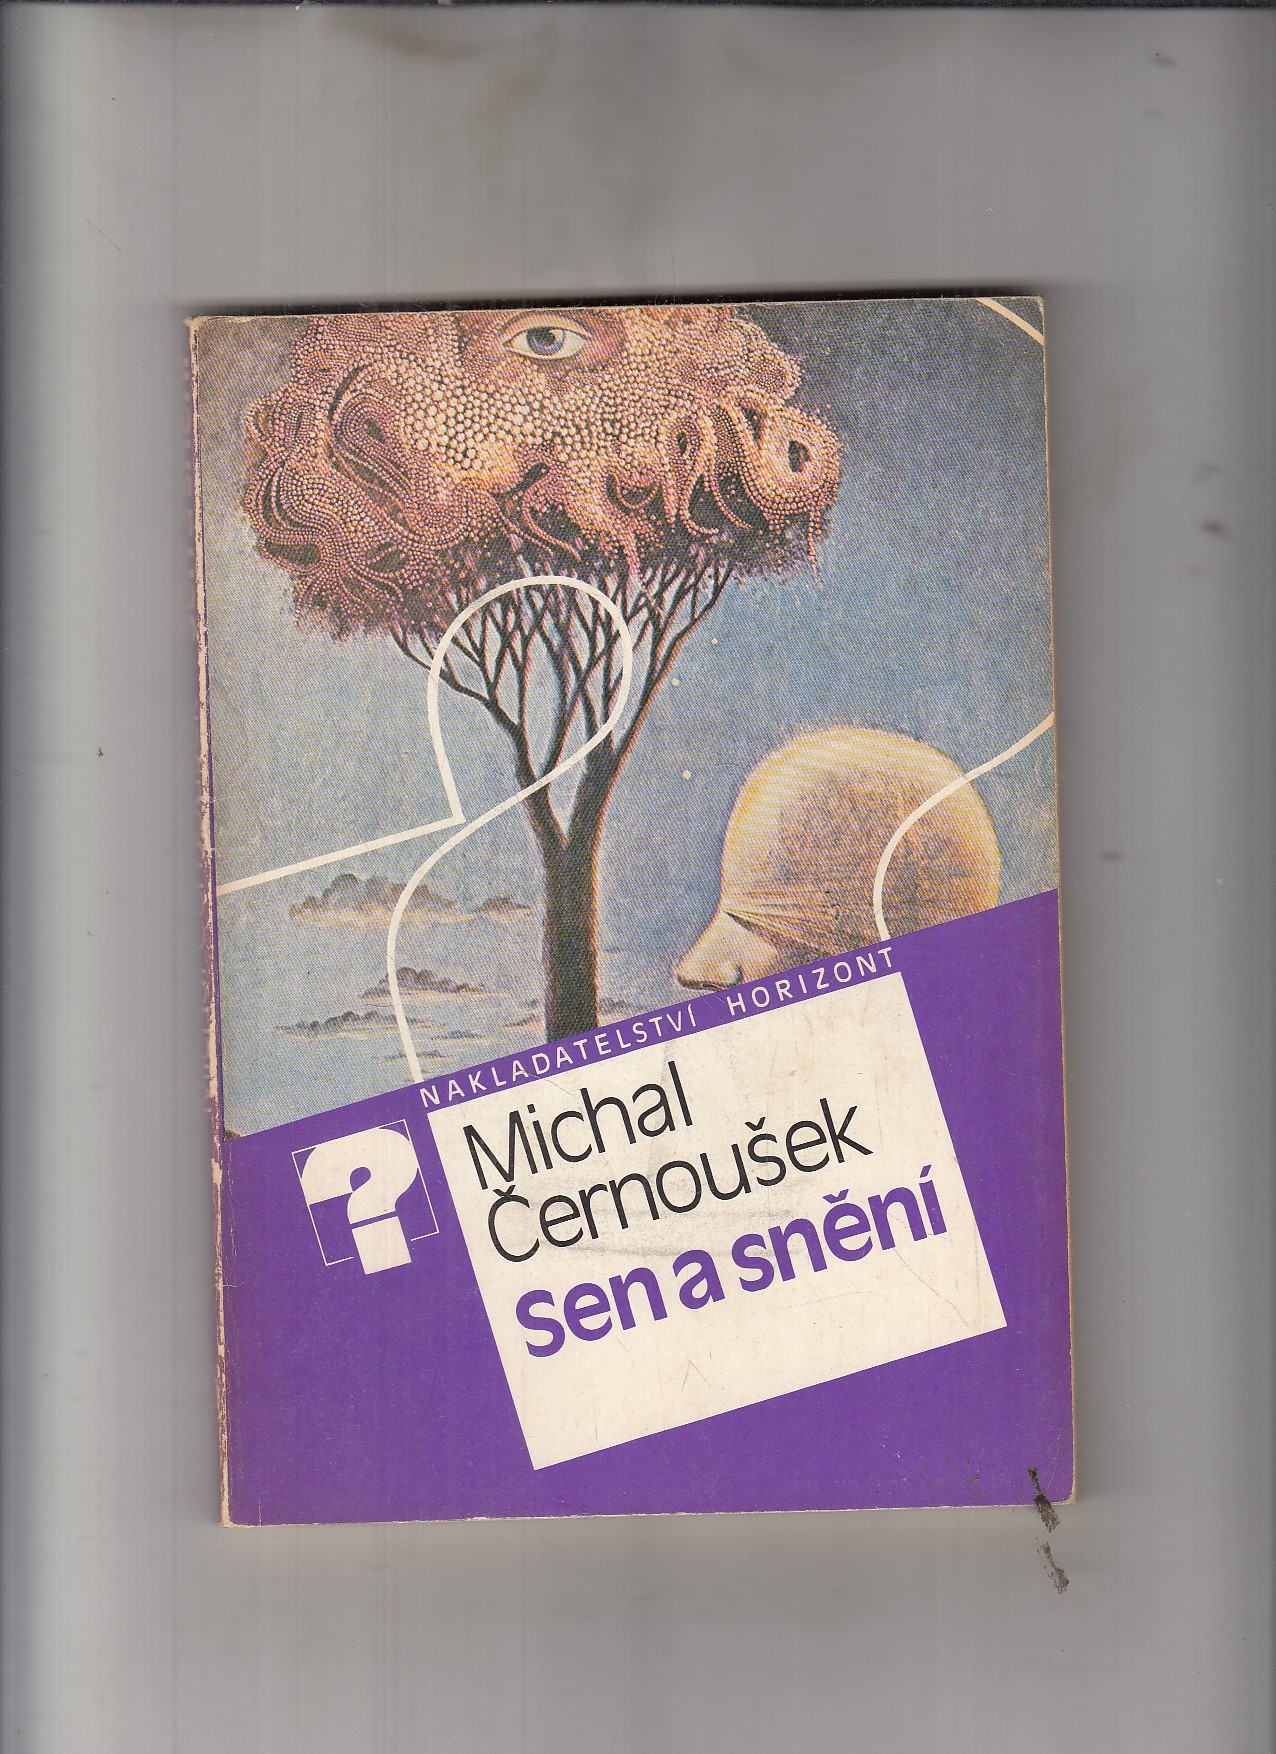 NAKLADATELSTVÍ HORIZONT
?
Michal
Černoušek
sen a snění